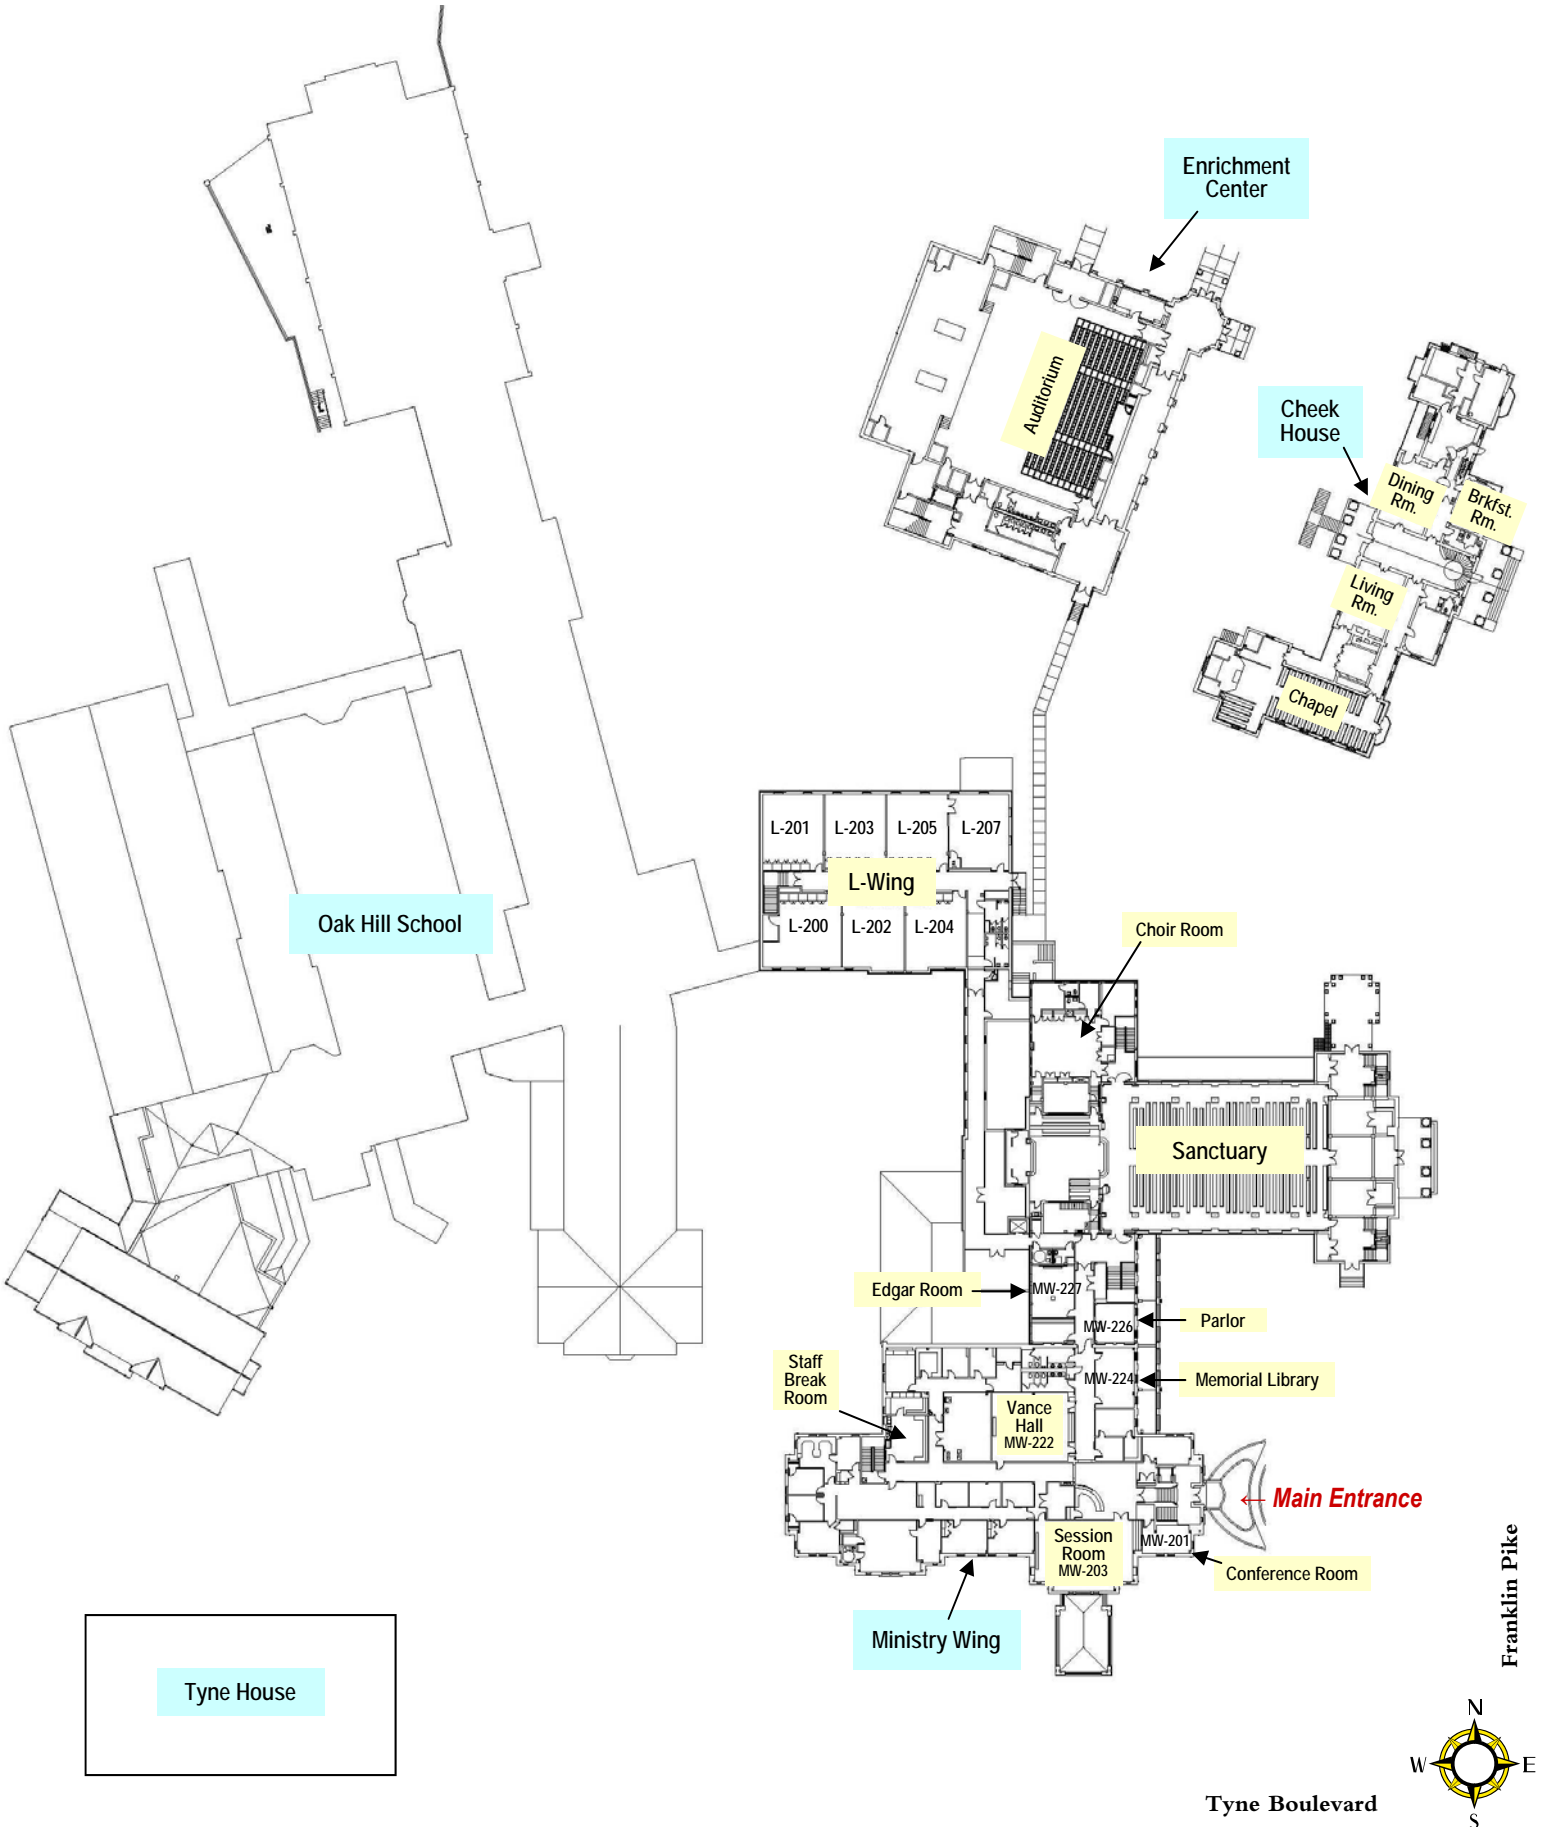 Enrichment
Center
Auditorium
Cheek
House
Dining
Rm.
Brkfst.
Rm.
Living
Rm.
Chapel
L-201
L-203
L-205
L-207
L-Wing
L-200
L-202
L-204
Oak Hill School
Choir Room
Sanctuary
Edgar Room
MW-227
MW-226
Parlor
Staff
Break
Room
MW-224
Memorial Library
Vance
Hall
MW-222
← Main Entrance
Session
Room
MW-203
MW-201
Conference Room
Ministry Wing
Franklin Pike
Tyne House
N
W
E
S
Tyne Boulevard